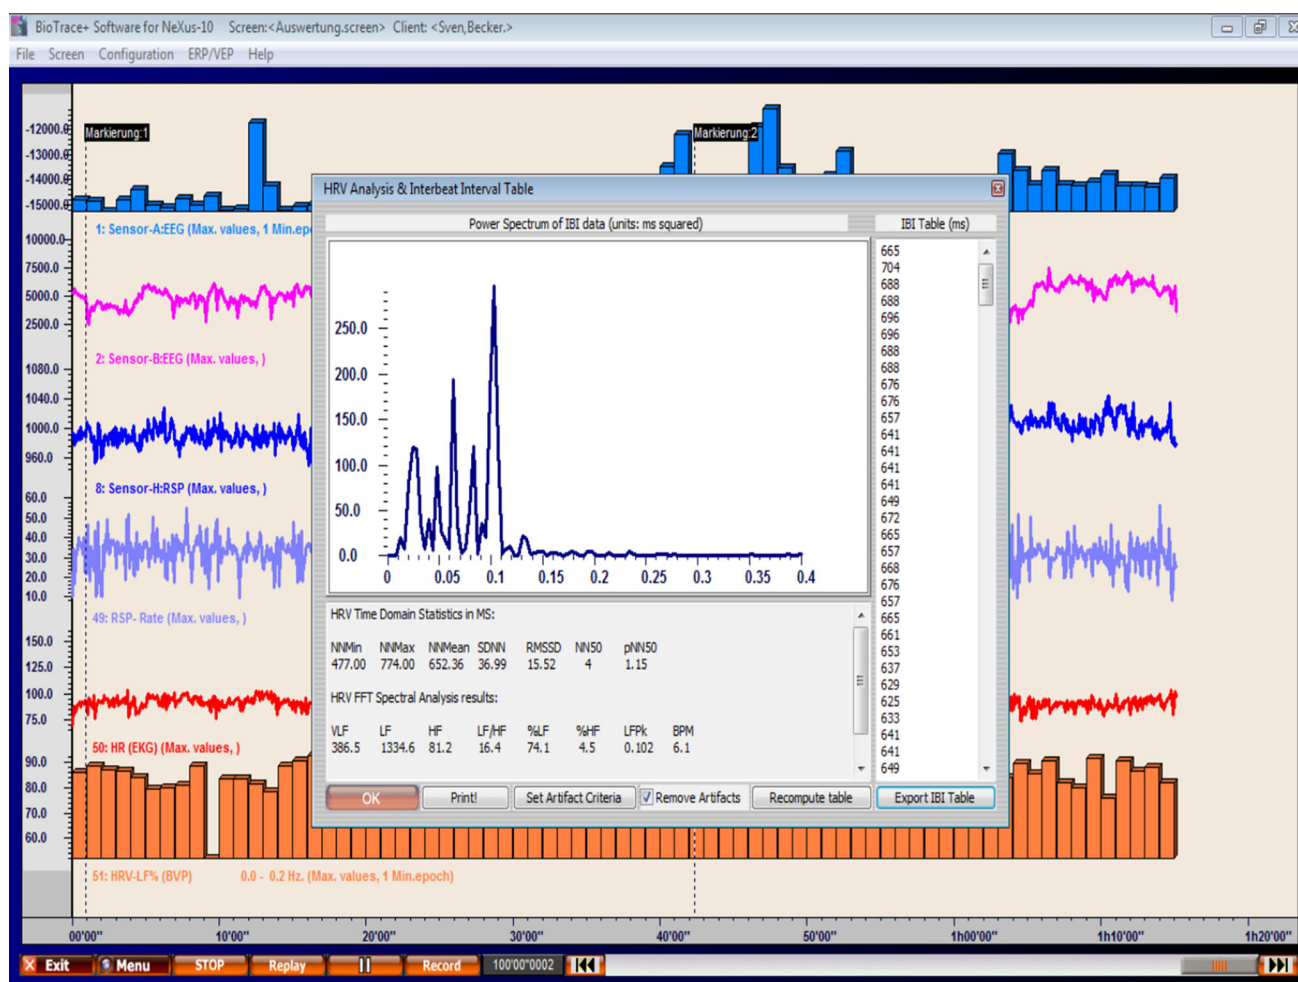 BioTrace+ Software for NeXus-10 Screen:<Auswertung.screen> Client: <Sven,Becker.>
File Screen Configuration ERP/VEP Help
-12000.0
-13000.0
-14000.0
-15000.0
Markierung:1
Markierung:2
1: Sensor-A:EEG (Max. values, 1 Min.ep
10000.0
7500.0
5000.0
2500.0
2: Sensor-B:EEG (Max. values, )
1080.0
1040.0
1000.0
960.0
8: Sensor-H:RSP (Max. values, )
60.0
50.0
40.0
30.0
20.0
10.0
49: RSP- Rate (Max. values, )
150.0
125.0
100.0
75.0
50: HR (EKG) (Max. values, )
90.0
80.0
70.0
60.0
51: HRV-LF% (BVP) 0.0 - 0.2 Hz. (Max. values, 1 Min.epoch)
HRV Analysis & Interbeat Interval Table
Power Spectrum of IBI data (units: ms squared)
250.0
200.0
150.0
100.0
50.0
0.0
0 0.05 0.1 0.15 0.2 0.25 0.3 0.35 0.4
HRV Time Domain Statistics in MS:
NNMin NNMax NNMean SDNN RMSSD NN50 pNN50
477.00 774.00 652.36 36.99 15.52 4 1.15
HRV FFT Spectral Analysis results:
VLF LF HF LF/HF %LF %HF LFPk BPM
386.5 1334.6 81.2 16.4 74.1 4.5 0.102 6.1
IBI Table (ms)
665
704
688
688
696
696
688
688
676
676
657
641
641
641
641
649
672
665
657
668
676
657
665
661
653
637
629
625
633
641
641
649
OK Print! Set Artifact Criteria Remove Artifacts Recompute table Export IBI Table
00'00" 10'00" 20'00" 30'00" 40'00" 50'00" 1h00'00" 1h10'00" 1h20'00"
Exit Menu STOP Replay Record 100'00"0002